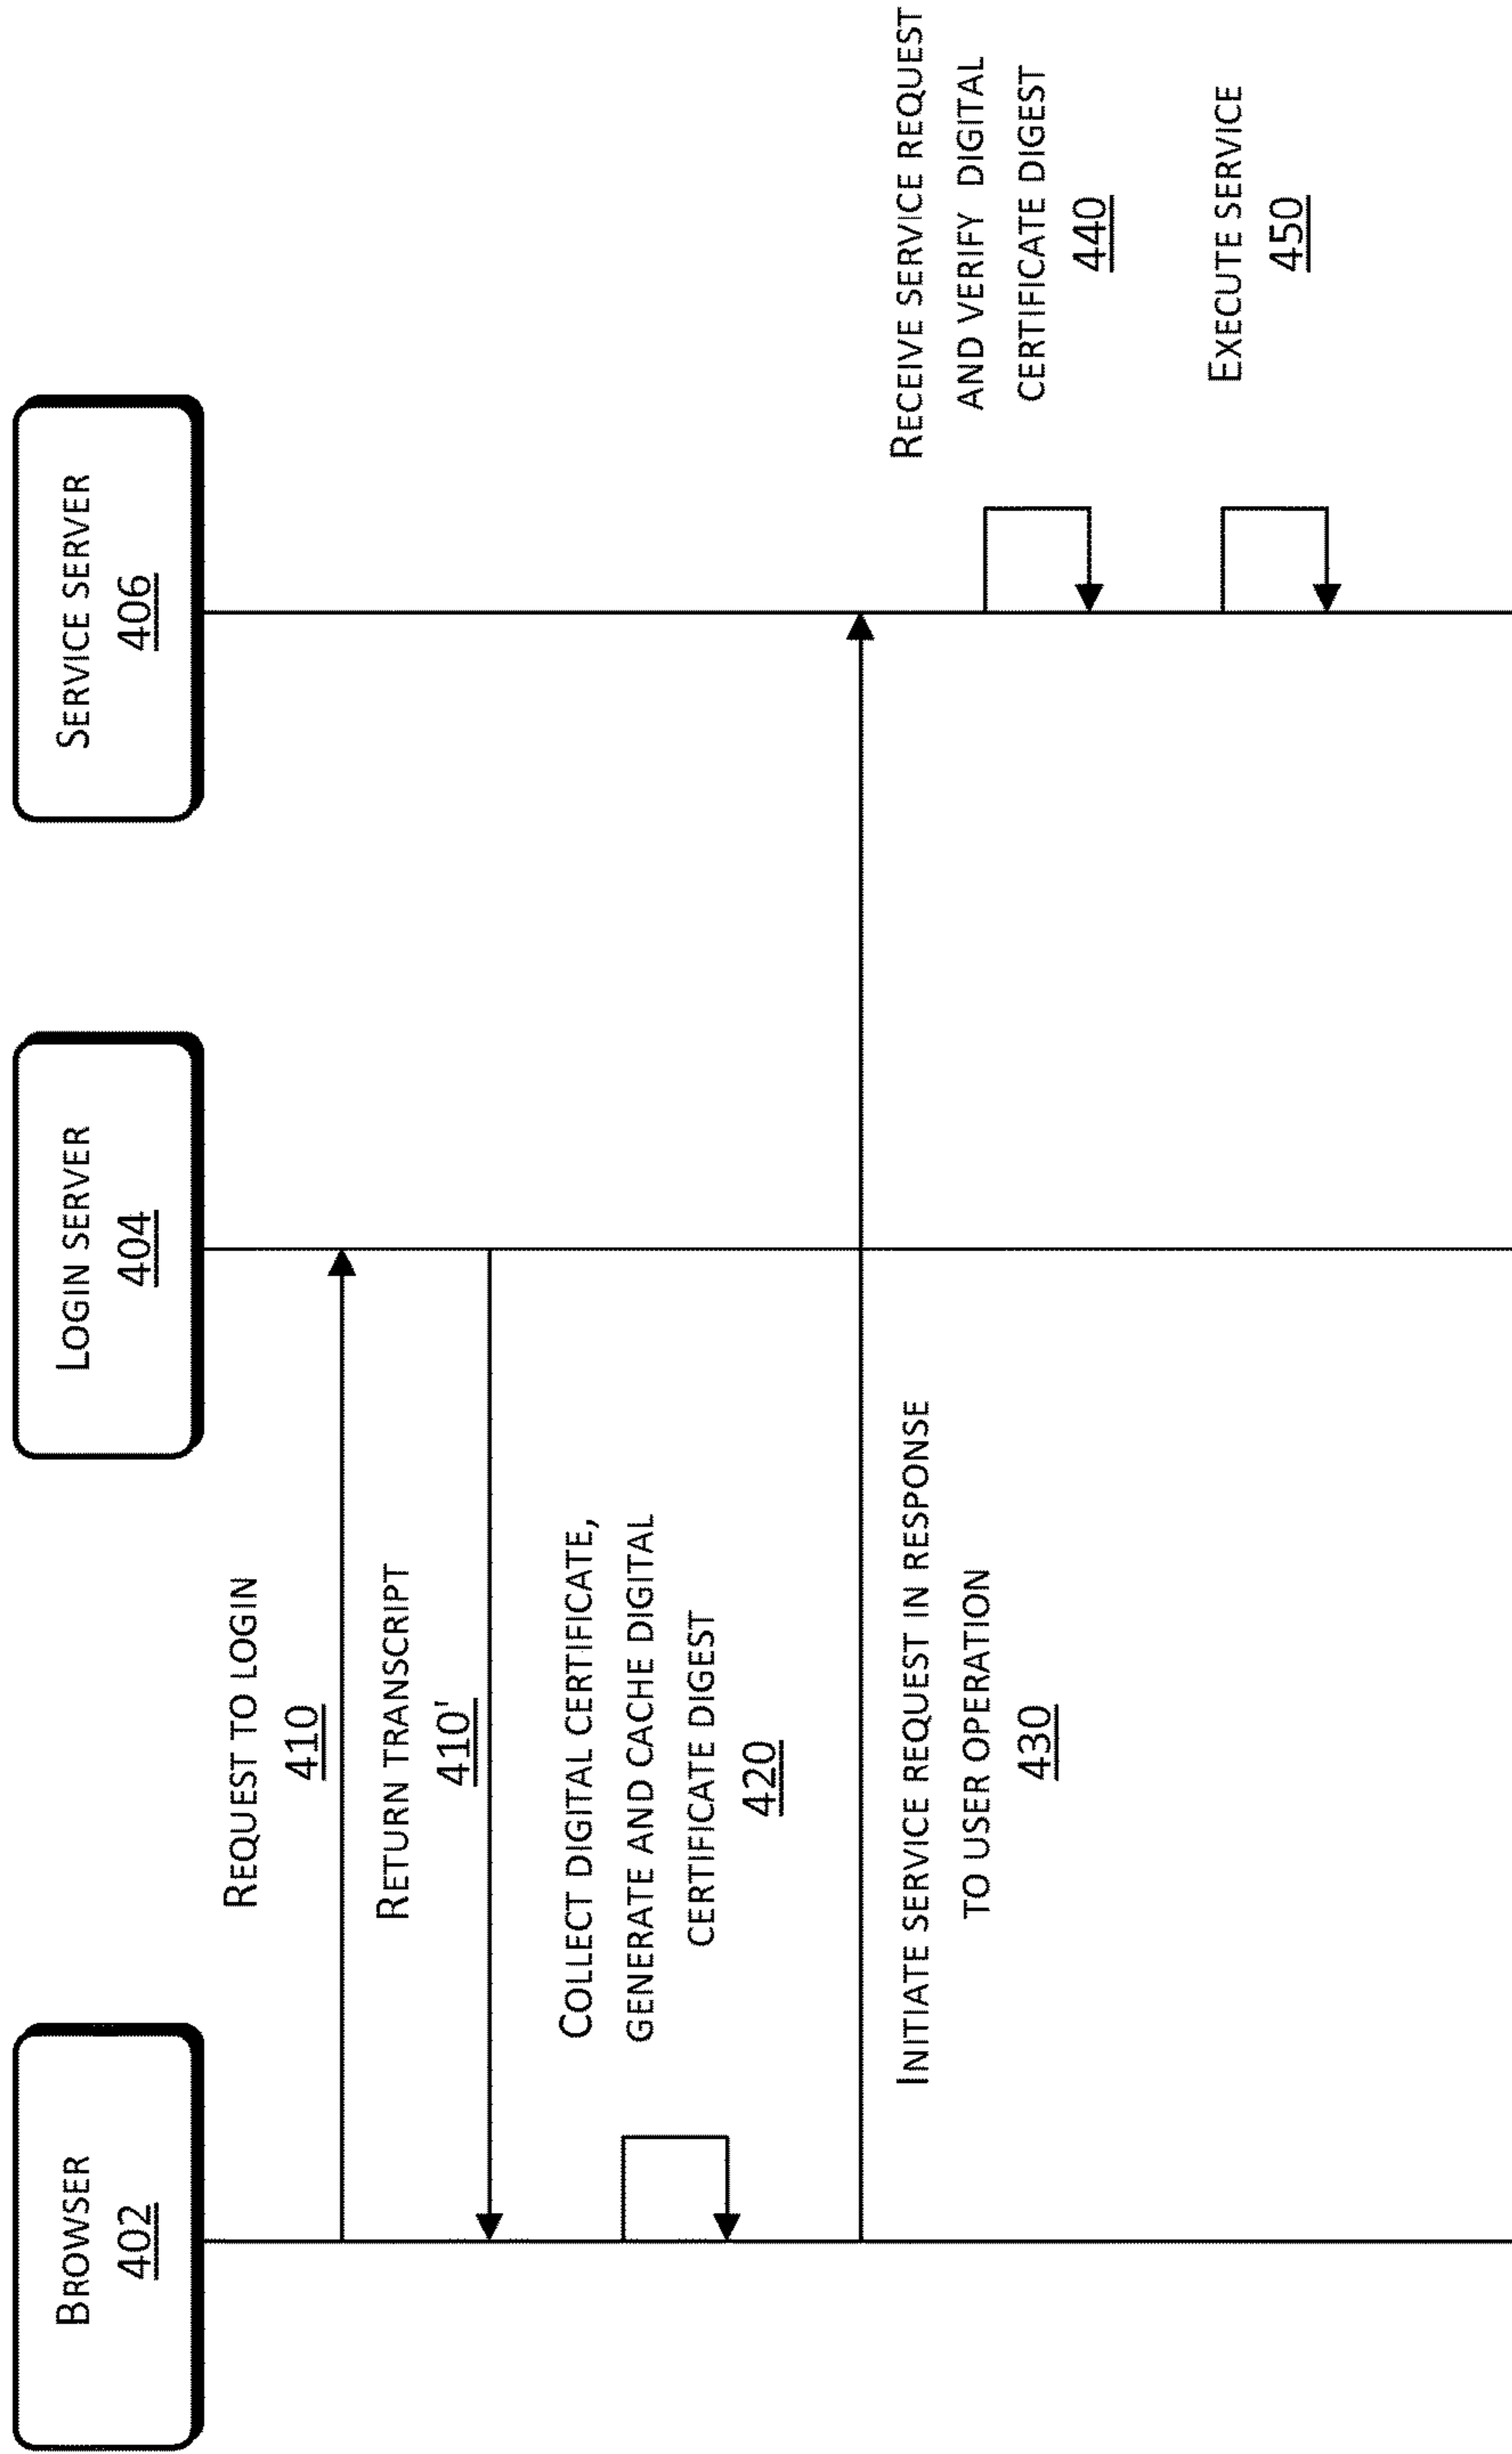 BROWSER
402
LOGIN SERVER
404
SERVICE SERVER
406
REQUEST TO LOGIN
410
RETURN TRANSCRIPT
410'
COLLECT DIGITAL CERTIFICATE,
GENERATE AND CACHE DIGITAL
CERTIFICATE DIGEST
420
INITIATE SERVICE REQUEST IN RESPONSE
TO USER OPERATION
430
RECEIVE SERVICE REQUEST
AND VERIFY DIGITAL
CERTIFICATE DIGEST
440
EXECUTE SERVICE
450